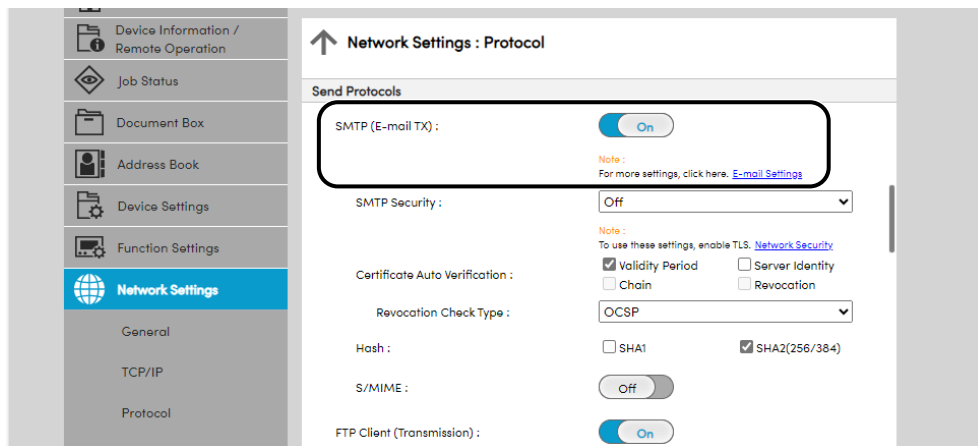 Device Information /
Remote Operation
Job Status
Document Box
Address Book
Device Settings
Function Settings
Network Settings
General
TCP/IP
Protocol
Network Settings : Protocol
Send Protocols
SMTP (E-mail TX) : On
Note :
For more settings, click here. E-mail Settings
SMTP Security : Off
Note :
To use these settings, enable TLS. Network Security
Certificate Auto Verification : Validity Period Server Identity
Chain Revocation
Revocation Check Type : OCSP
Hash : SHA1 SHA2(256/384)
S/MIME : Off
FTP Client (Transmission) : On